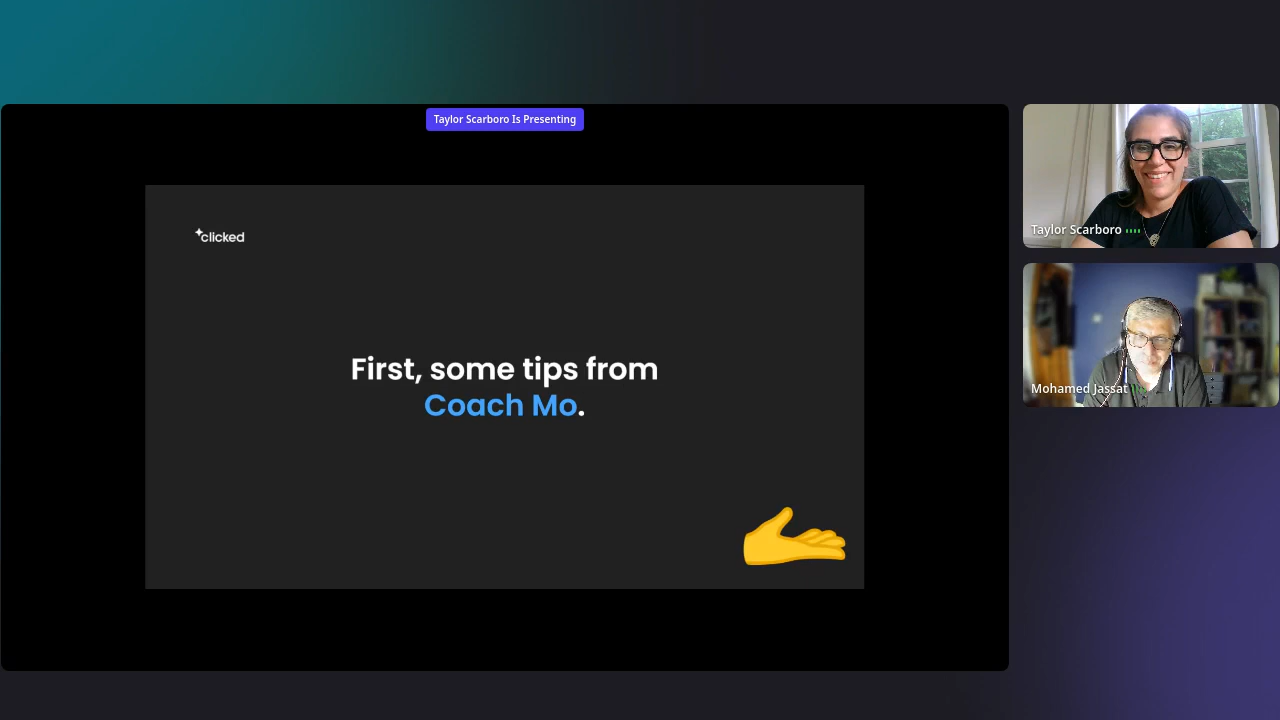 Taylor Scarboro Is Presenting
clicked
First, some tips from
Coach Mo.
Taylor Scarboro
Mohamed Jassat